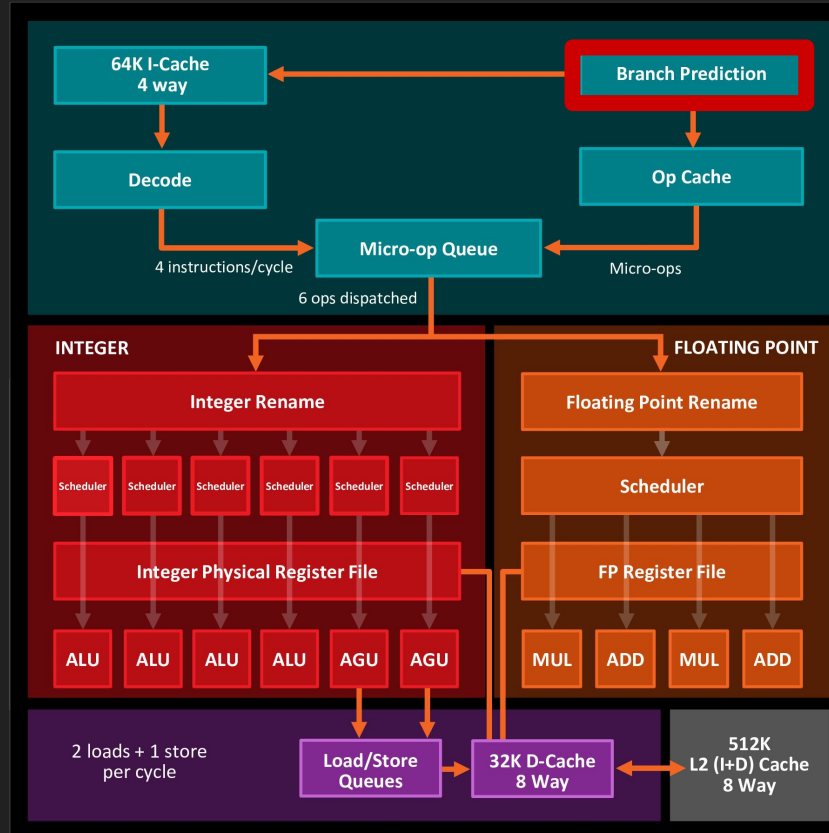 64K I-Cache
4 way
Branch Prediction
Decode
Op Cache
Micro-op Queue
4 instructions/cycle
Micro-ops
6 ops dispatched
INTEGER
FLOATING POINT
Integer Rename
Floating Point Rename
Scheduler Scheduler Scheduler Scheduler Scheduler Scheduler
Scheduler
Integer Physical Register File
FP Register File
ALU ALU ALU ALU AGU AGU
MUL ADD MUL ADD
2 loads + 1 store
per cycle
Load/Store
Queues
32K D-Cache
8 Way
512K
L2 (I+D) Cache
8 Way